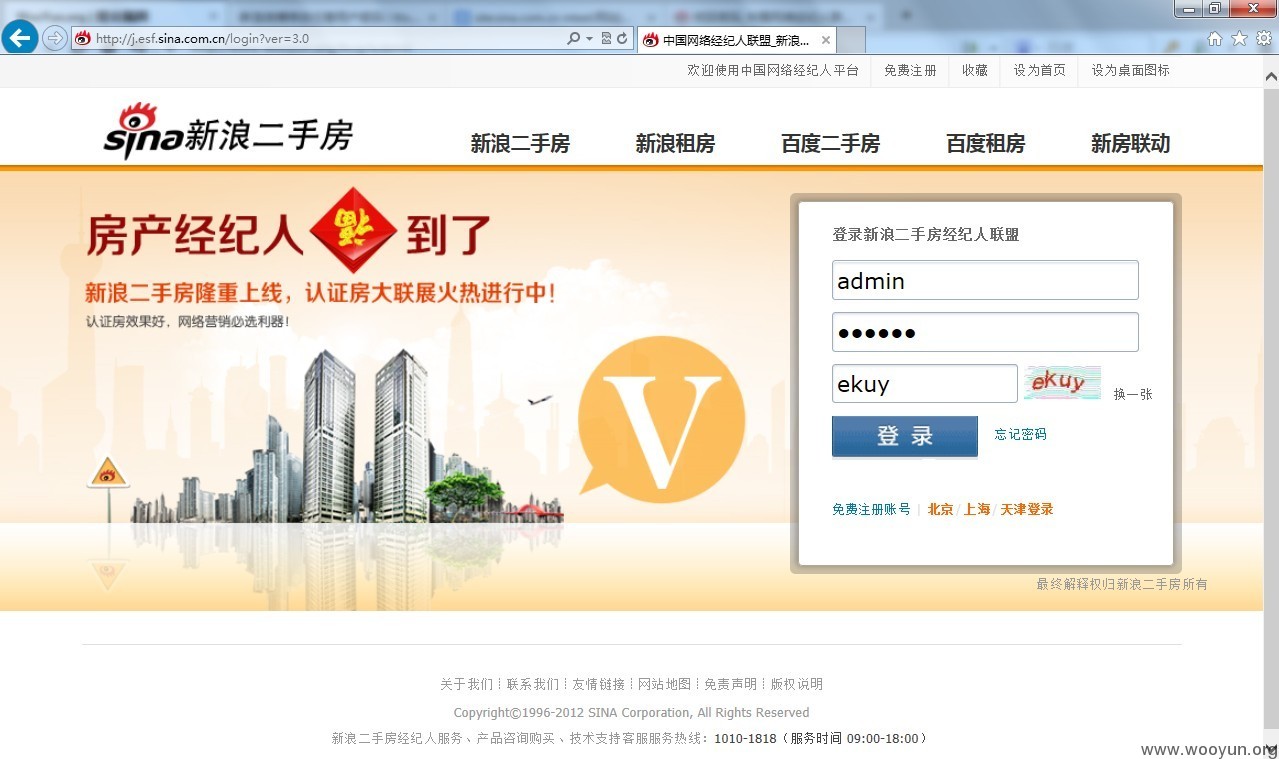 http://j.esf.sina.com.cn/login?ver=3.0
中国网络经纪人联盟_新浪...
欢迎使用中国网络经纪人平台 免费注册 收藏 设为首页 设为桌面图标
sina新浪二手房 新浪二手房 新浪租房 百度二手房 百度租房 新房联动
房产经纪人福到了
新浪二手房隆重上线，认证房大联展火热进行中！
认证房效果好，网络营销必选利器！
V
登录新浪二手房经纪人联盟
admin
●●●●●●
ekuy ekuy 换一张
登 录 忘记密码
免费注册账号 | 北京 / 上海 / 天津登录
最终解释权归新浪二手房所有
关于我们┆联系我们┆友情链接┆网站地图┆免责声明┆版权说明
Copyright©1996-2012 SINA Corporation, All Rights Reserved
新浪二手房经纪人服务、产品咨询购买、技术支持客服服务热线：1010-1818（服务时间 09:00-18:00）
www.wooyun.org